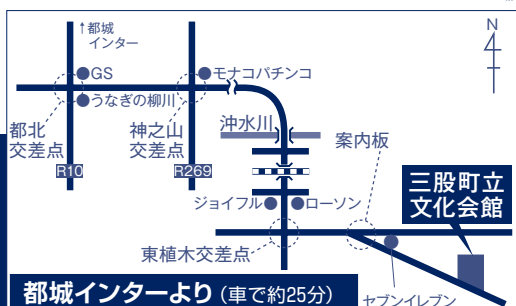 ↑都城
インター
N
GS
モナコパチンコ
うなぎの柳川
都北
交差点
神之山
交差点
沖水川
案内板
R10
R269
三股町立
文化会館
ジョイフル
ローソン
東植木交差点
都城インターより(車で約25分)
セブンイレブン